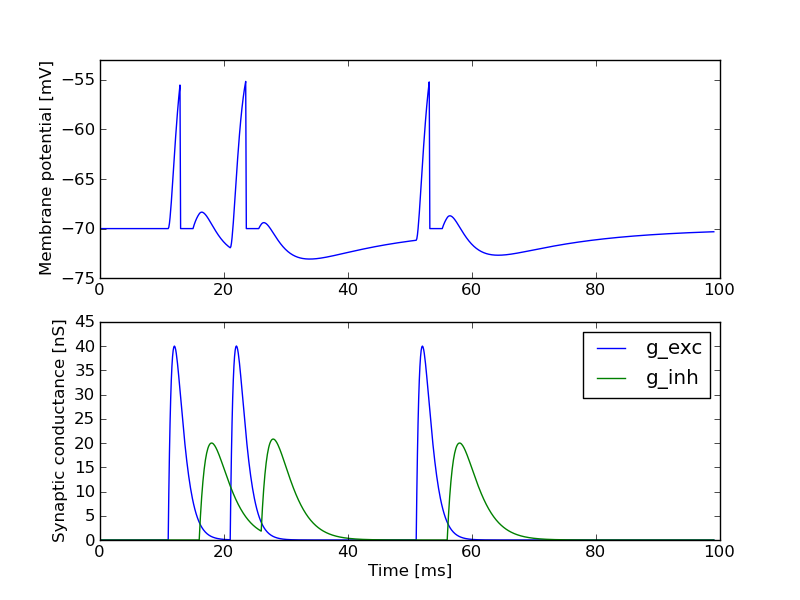 Membrane potential [mV]
−55
−60
−65
−70
−75
0 20 40 60 80 100
Synaptic conductance [nS]
45
40
35
30
25
20
15
10
5
0
g_exc
g_inh
0 20 40 60 80 100
Time [ms]